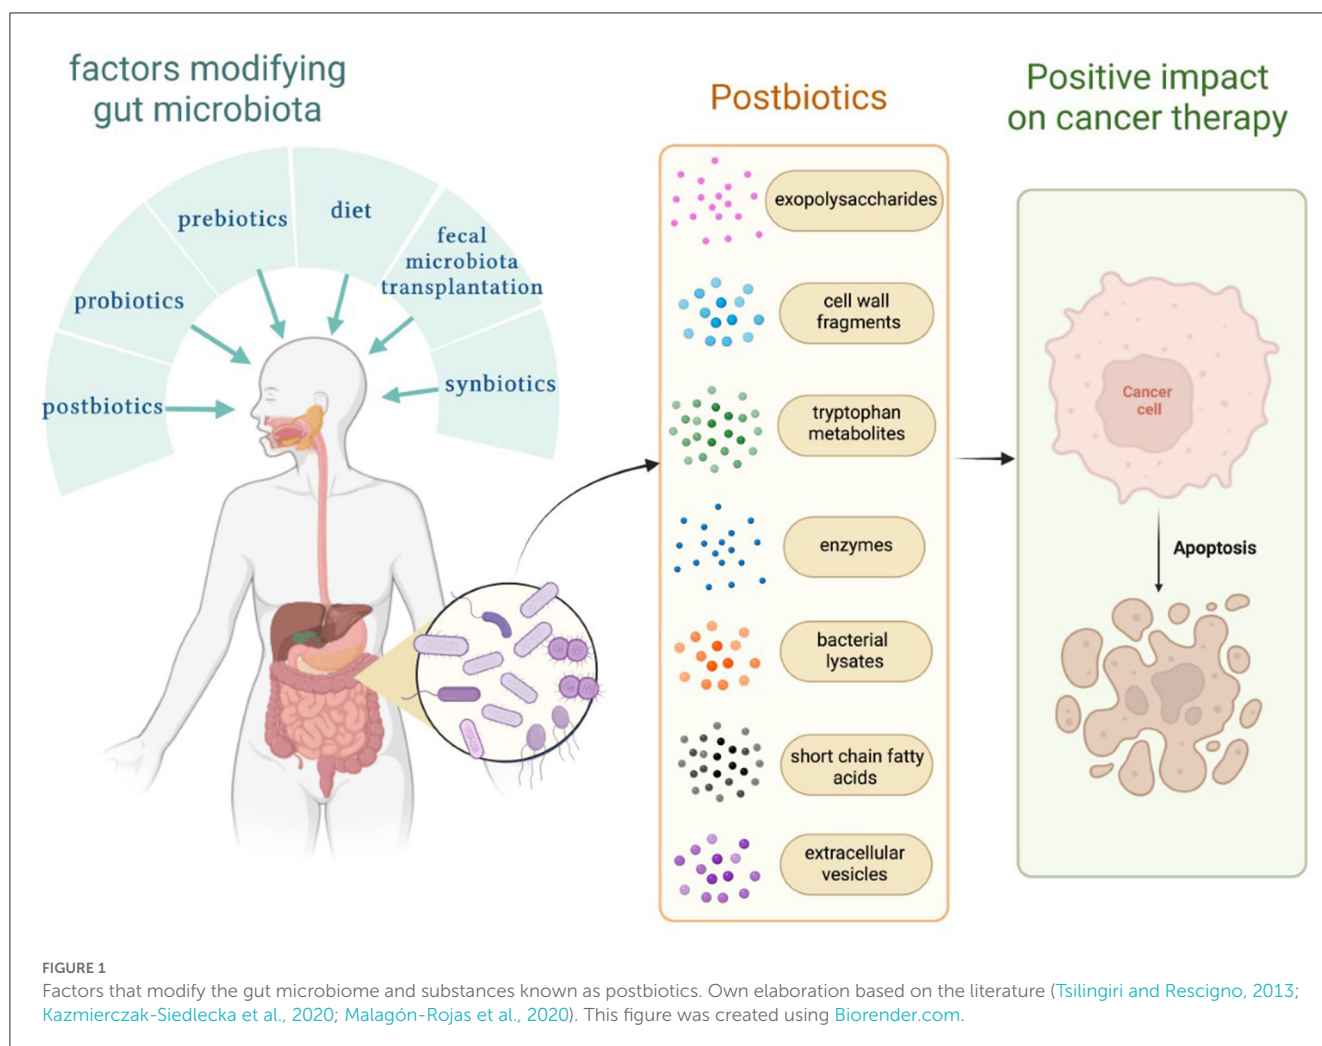 factors modifying
gut microbiota
postbiotics
probiotics
prebiotics
diet
fecal
microbiota
transplantation
synbiotics
Postbiotics
exopolysaccharides
cell wall
fragments
tryptophan
metabolites
enzymes
bacterial
lysates
short chain fatty
acids
extracellular
vesicles
Positive impact
on cancer therapy
Cancer
cell
Apoptosis
FIGURE 1
Factors that modify the gut microbiome and substances known as postbiotics. Own elaboration based on the literature (Tsilingiri and Rescigno, 2013;
Kazmierczak-Siedlecka et al., 2020; Malagón-Rojas et al., 2020). This figure was created using Biorender.com.